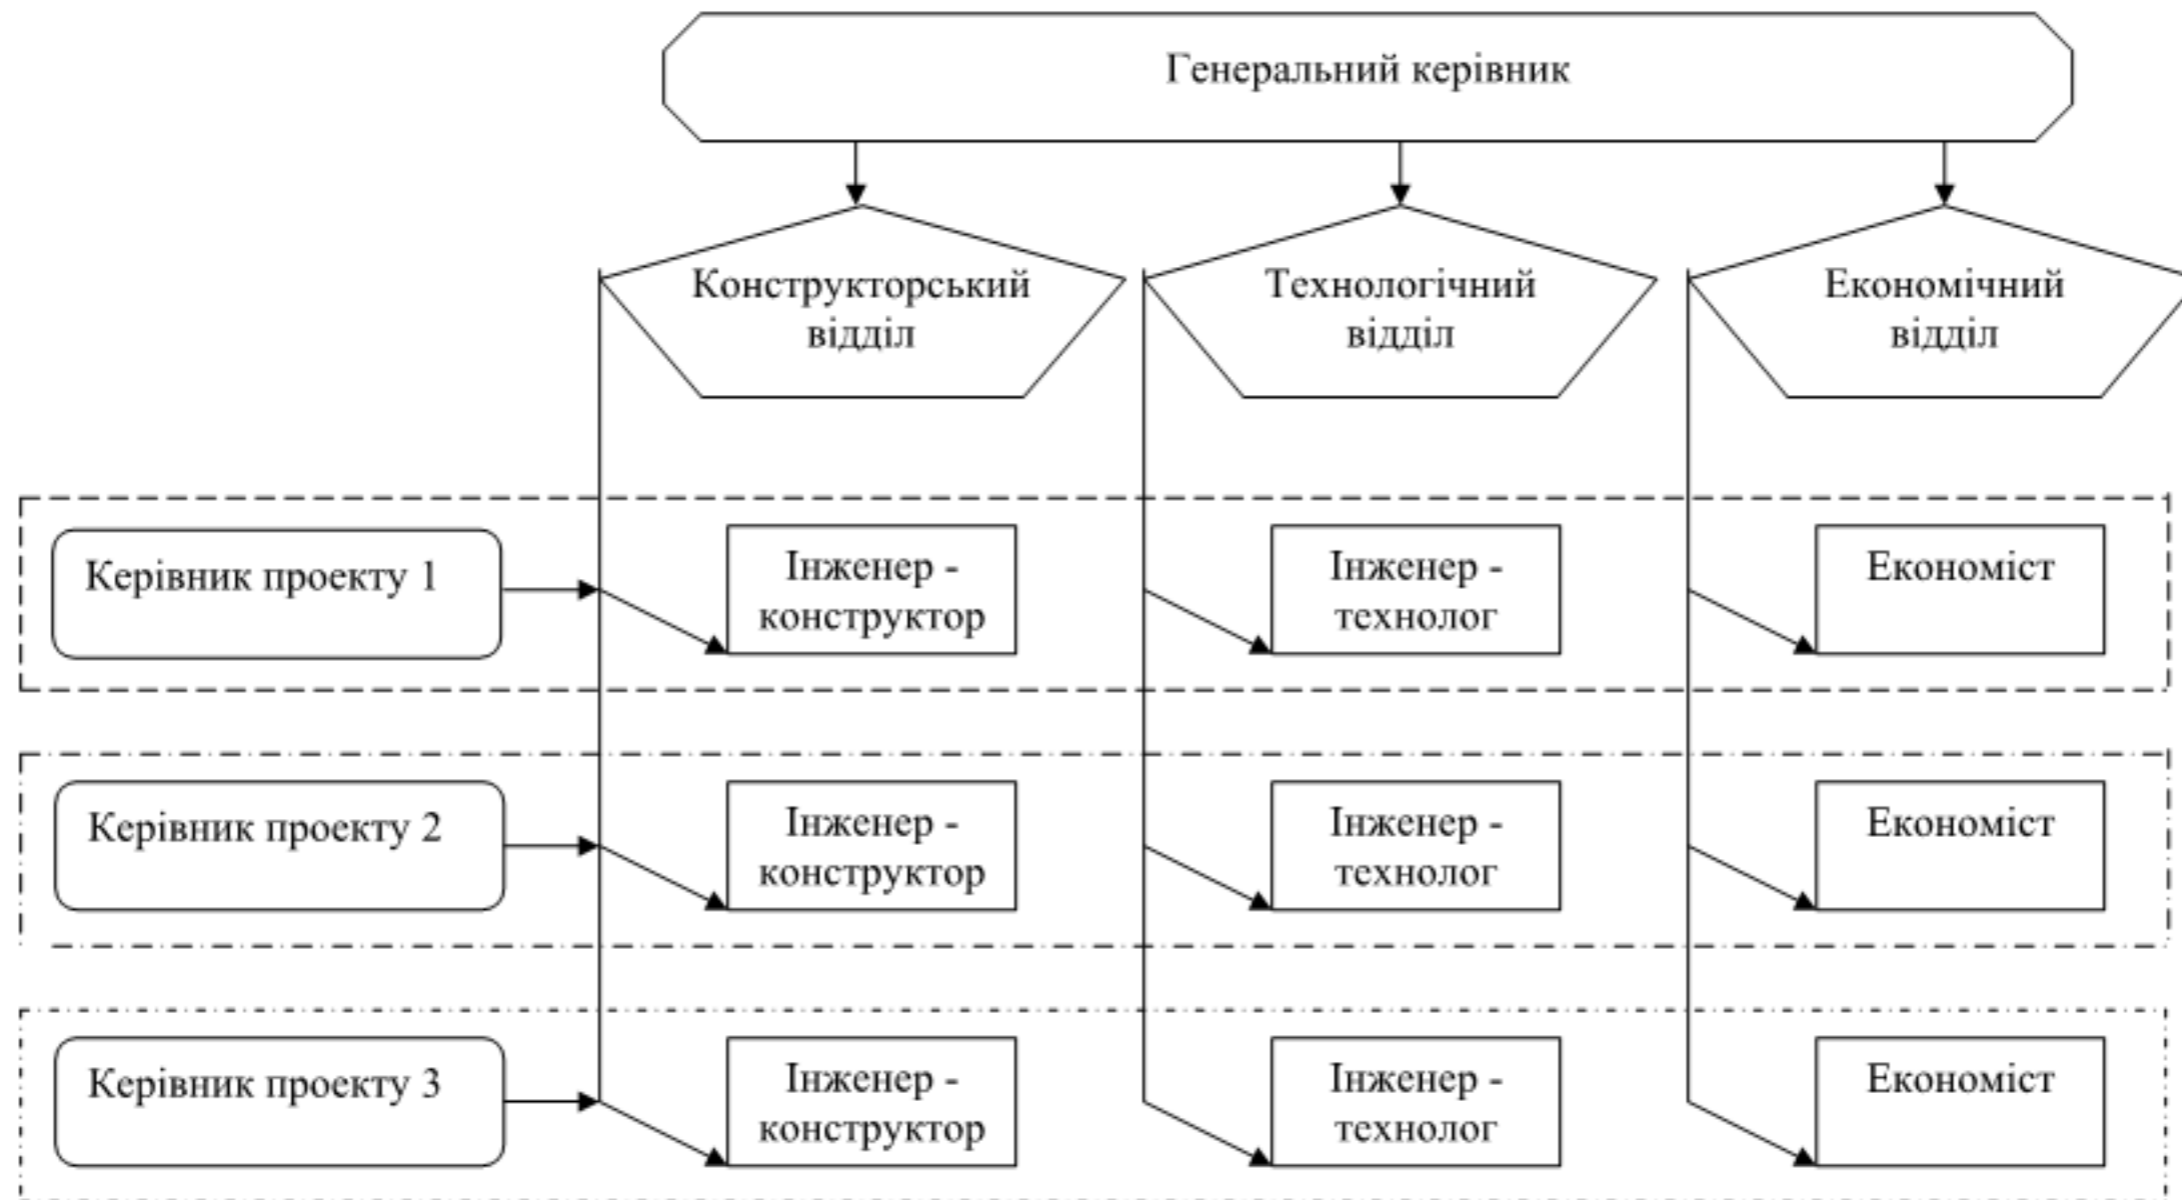 Генеральний керівник
Конструкторський
відділ
Технологічний
відділ
Економічний
відділ
Керівник проекту 1
Інженер -
конструктор
Інженер -
технолог
Економіст
Керівник проекту 2
Інженер -
конструктор
Інженер -
технолог
Економіст
Керівник проекту 3
Інженер -
конструктор
Інженер -
технолог
Економіст